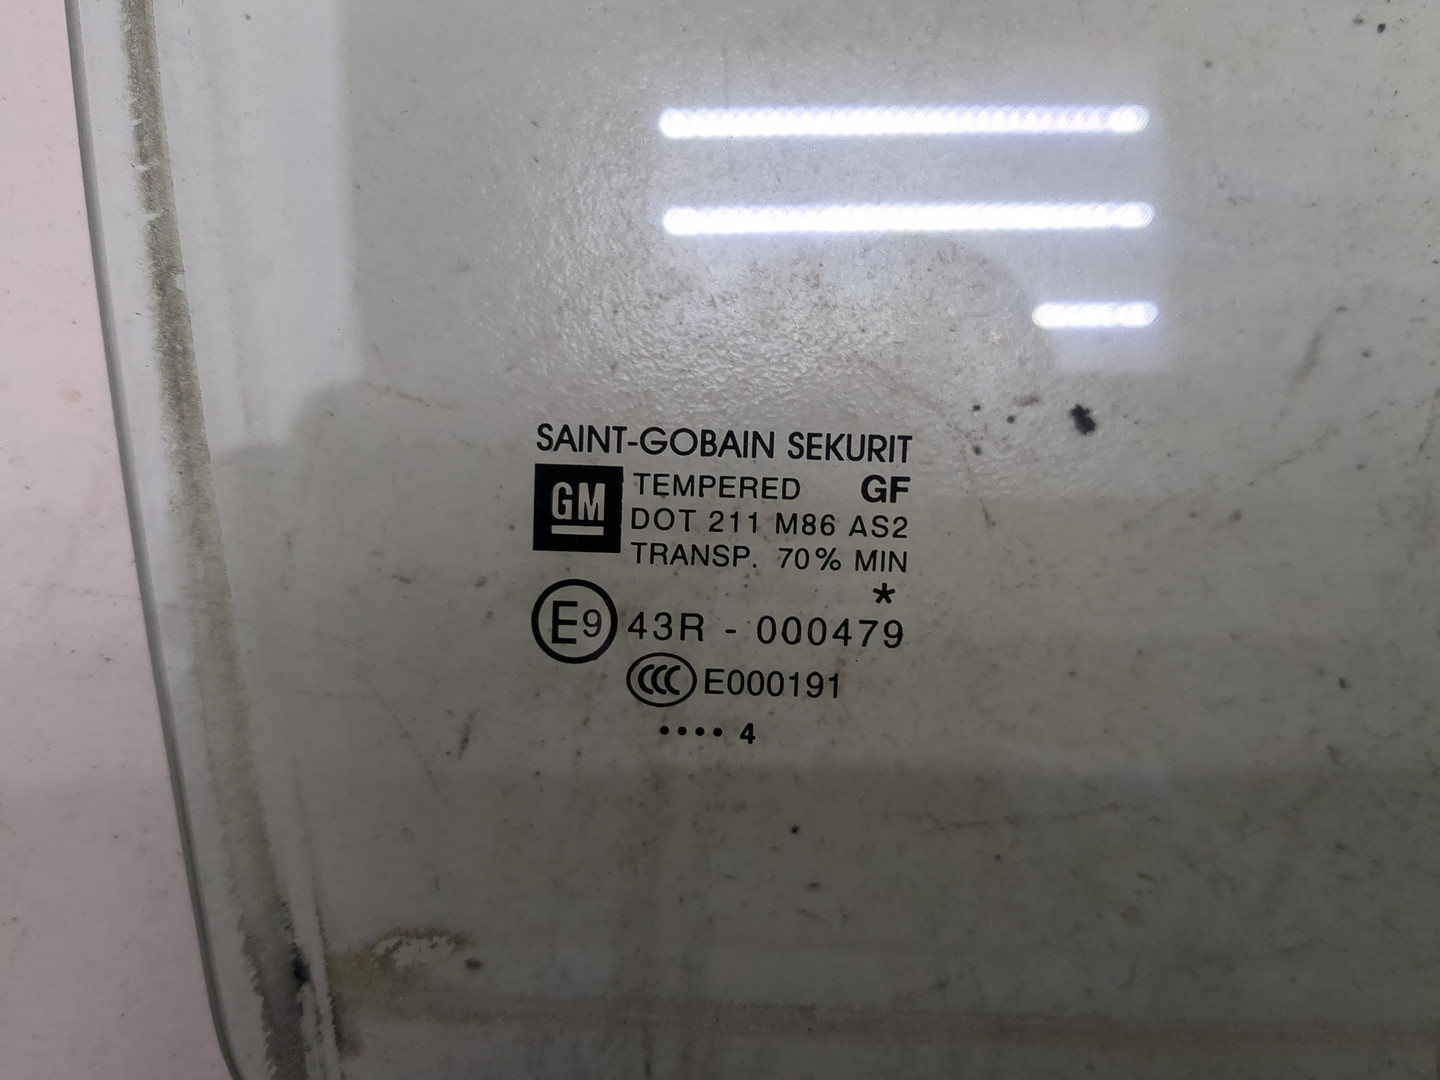 SAINT-GOBAIN SEKURIT
GM TEMPERED GF
DOT 211 M86 AS2
TRANSP. 70% MIN
*
E9 43R - 000479
CCC E000191
•••• 4